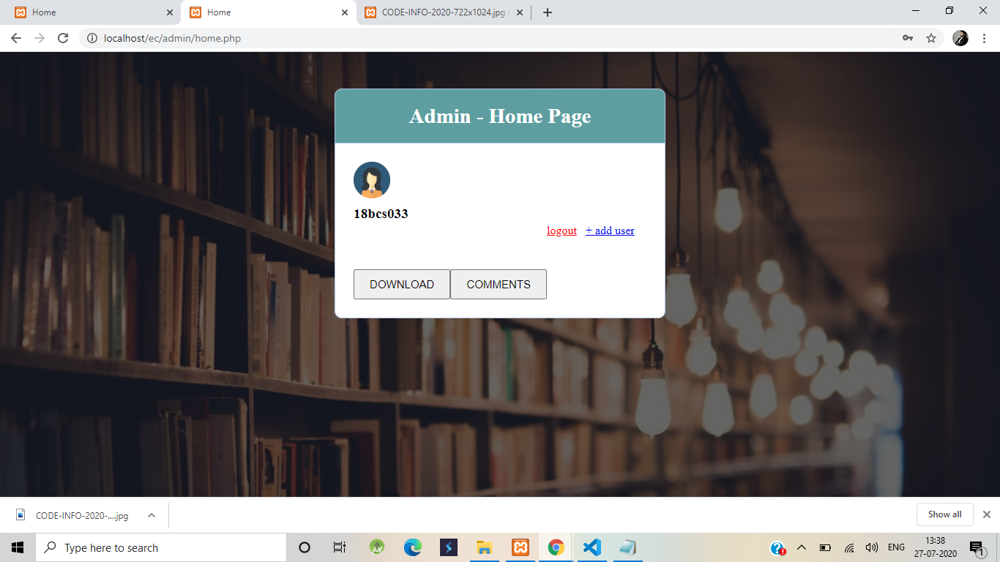 Home
Home
CODE-INFO-2020-722x1024.jpg
localhost/ec/admin/home.php
Admin - Home Page
18bcs033
logout + add user
DOWNLOAD COMMENTS
CODE-INFO-2020-....jpg
Show all
Type here to search
ENG
13:38
27-07-2020
1